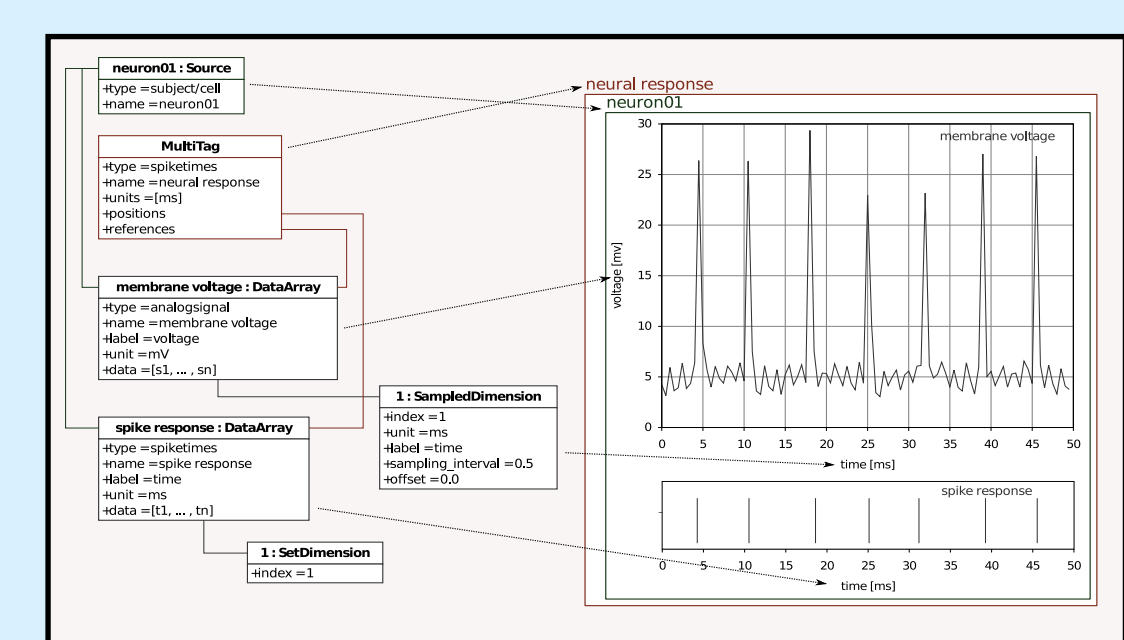 neuron01 : Source
+type =subject/cell
+name =neuron01
MultiTag
+type =spiketimes
+name =neural response
+units =[ms]
+positions
+references
membrane voltage : DataArray
+type =analogsignal
+name =membrane voltage
+label =voltage
+unit =mV
+data =[s1, ... , sn]
1 : SampledDimension
+index =1
+unit =ms
+label =time
+sampling_interval =0.5
+offset =0.0
spike response : DataArray
+type =spiketimes
+name =spike response
+label =time
+unit =ms
+data =[t1, ... , tn]
1 : SetDimension
+index =1
neural response
neuron01
membrane voltage
voltage [mv]
30
25
20
15
10
5
0
0 5 10 15 20 25 30 35 40 45 50
time [ms]
spike response
0 5 10 15 20 25 30 35 40 45 50
time [ms]